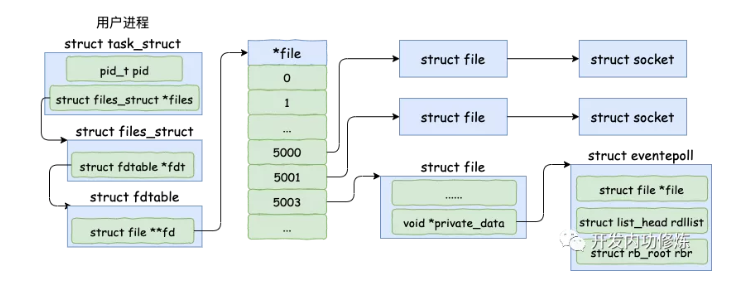 用户进程
struct task_struct
pid_t pid
struct files_struct *files
struct files_struct
struct fdtable *fdt
struct fdtable
struct file **fd
*file
0
1
...
5000
5001
5003
...
struct file
struct socket
struct file
struct socket
struct file
......
void *private_data
struct eventepoll
struct file *file
struct list_head rdllist
struct rb_root rbr
开发内功修炼